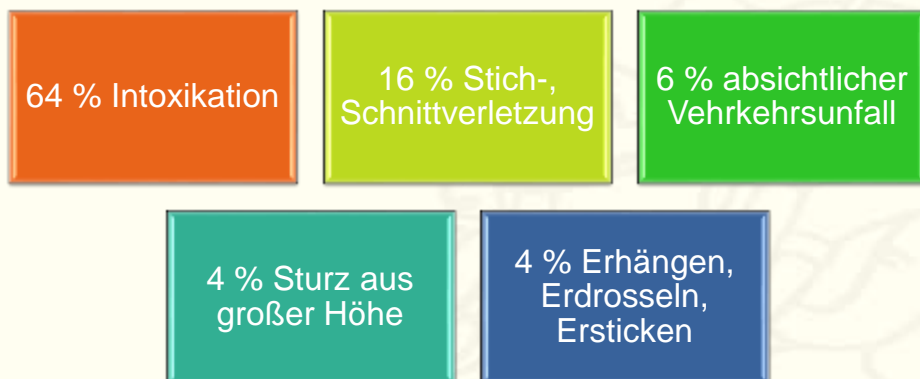 64 % Intoxikation
16 % Stich-,
Schnittverletzung
6 % absichtlicher
Vehrkehrsunfall
4 % Sturz aus
großer Höhe
4 % Erhängen,
Erdrosseln,
Ersticken